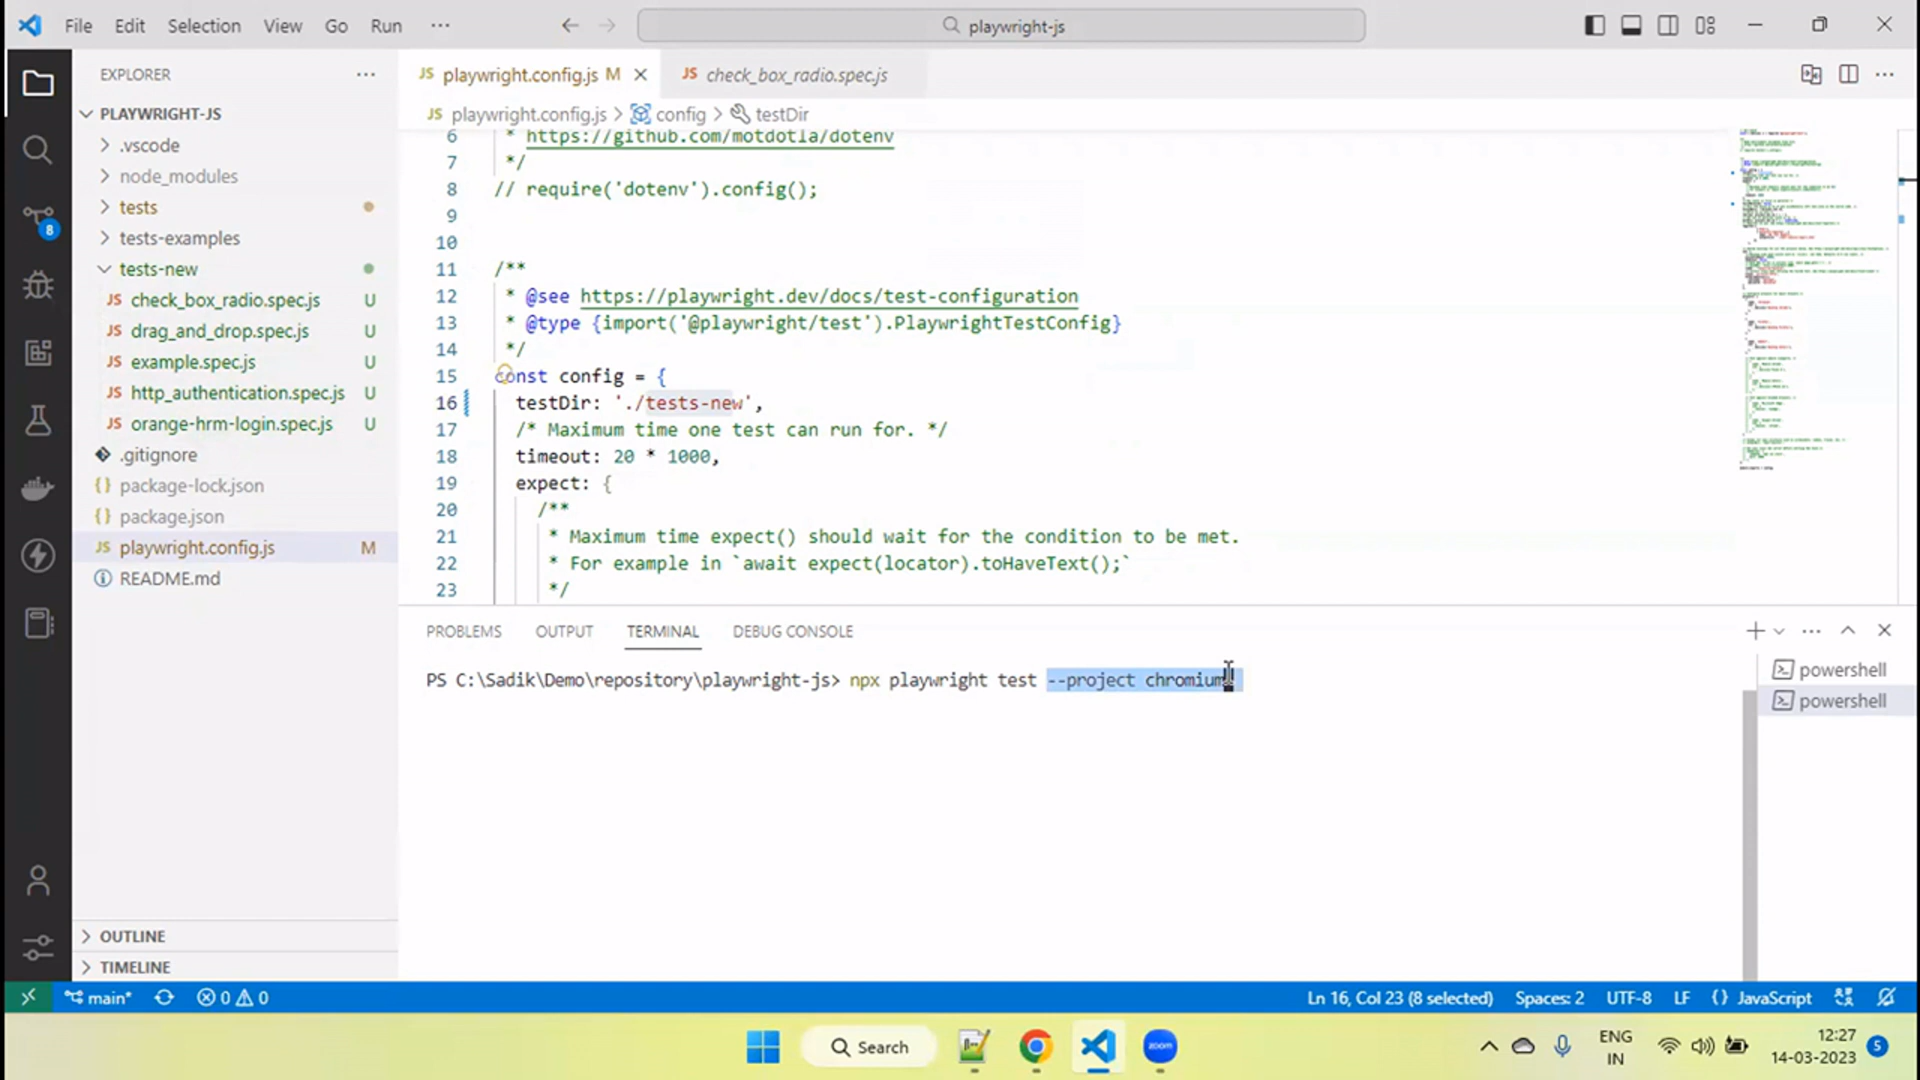 File Edit Selection View Go Run ···
playwright-js
EXPLORER ···
PLAYWRIGHT-JS
.vscode
node_modules
tests
tests-examples
tests-new
JS check_box_radio.spec.js U
JS drag_and_drop.spec.js U
JS example.spec.js U
JS http_authentication.spec.js U
JS orange-hrm-login.spec.js U
.gitignore
{} package-lock.json
{} package.json
JS playwright.config.js M
README.md
OUTLINE
TIMELINE
8
JS playwright.config.js M
JS check_box_radio.spec.js
JS playwright.config.js > config > testDir
6 * https://github.com/motdotla/dotenv
7 */
8 // require('dotenv').config();
9
10
11 /**
12 * @see https://playwright.dev/docs/test-configuration
13 * @type {import('@playwright/test').PlaywrightTestConfig}
14 */
15 const config = {
16 testDir: './tests-new',
17 /* Maximum time one test can run for. */
18 timeout: 20 * 1000,
19 expect: {
20 /**
21 * Maximum time expect() should wait for the condition to be met.
22 * For example in `await expect(locator).toHaveText();`
23 */
PROBLEMS OUTPUT TERMINAL DEBUG CONSOLE
PS C:\Sadik\Demo\repository\playwright-js> npx playwright test --project chromium
powershell
powershell
main* 0 0
Ln 16, Col 23 (8 selected) Spaces: 2 UTF-8 LF {} JavaScript
Search
zoom
ENG
IN
12:27
14-03-2023
5